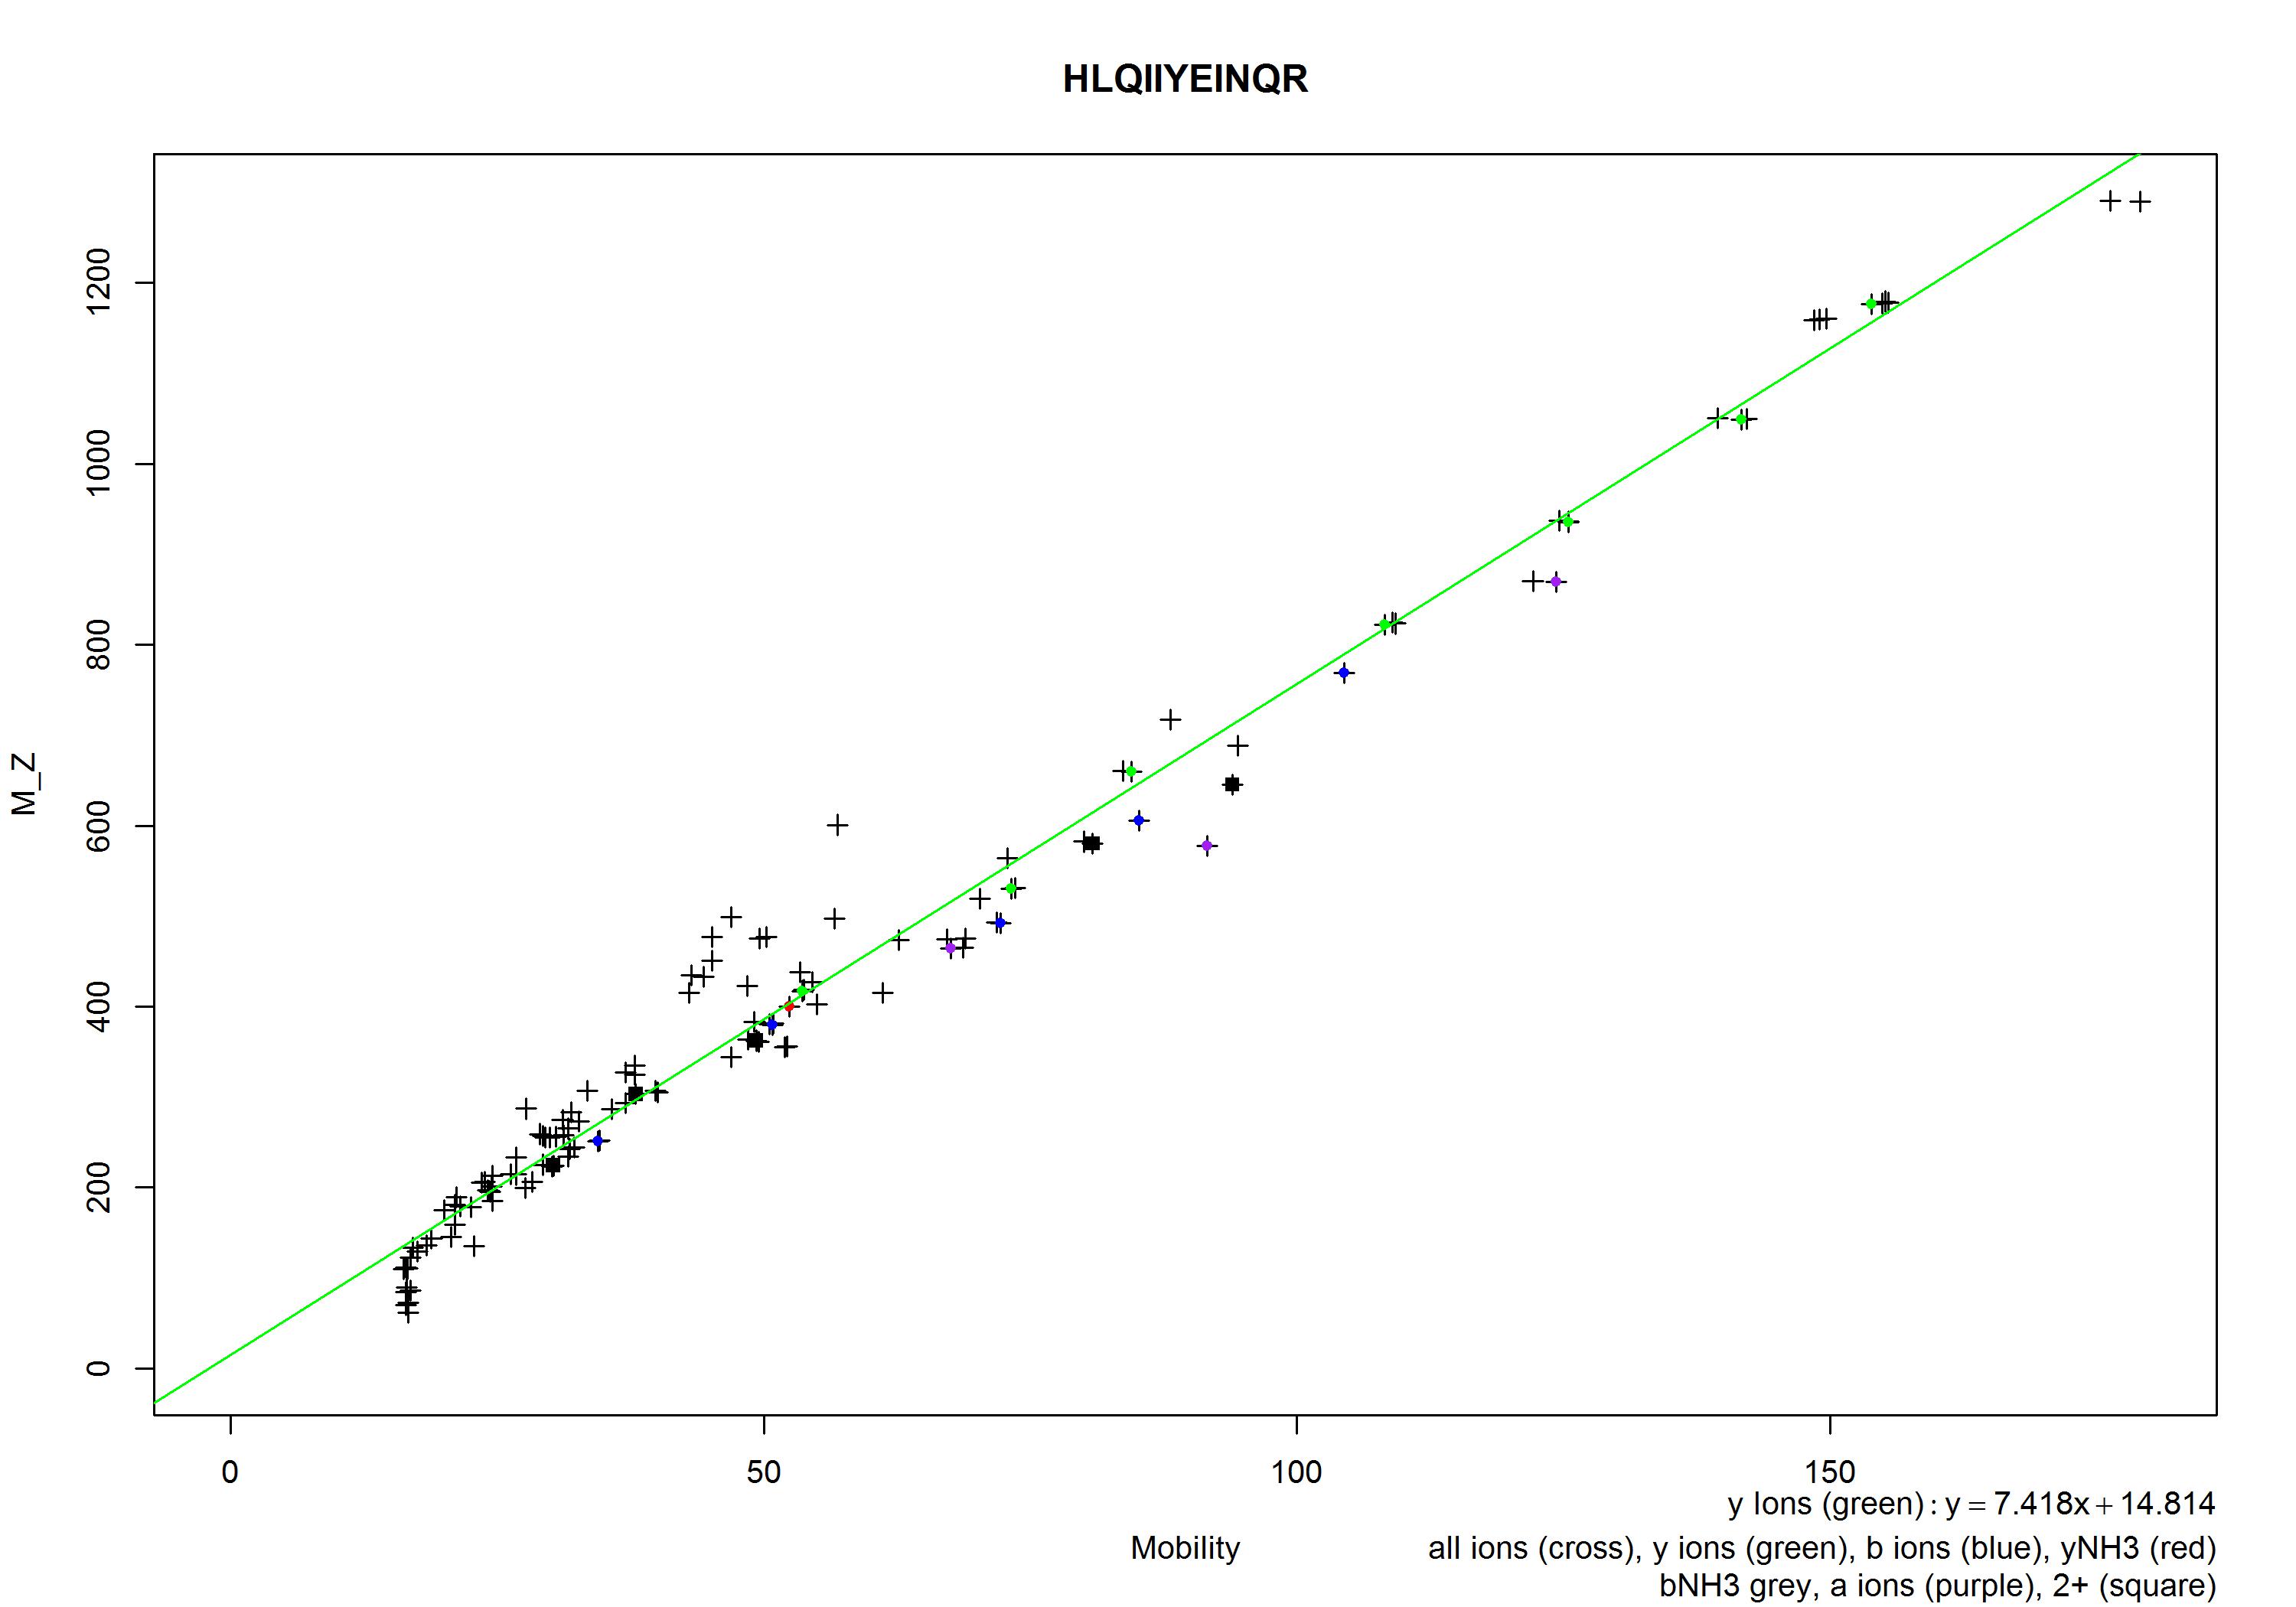 HLQIIYEINQR
1200
1000
800
600
400
200
0
M_Z
0 50 100 150
y Ions (green) : y = 7.418x + 14.814
Mobility
all ions (cross), y ions (green), b ions (blue), yNH3 (red)
bNH3 grey, a ions (purple), 2+ (square)